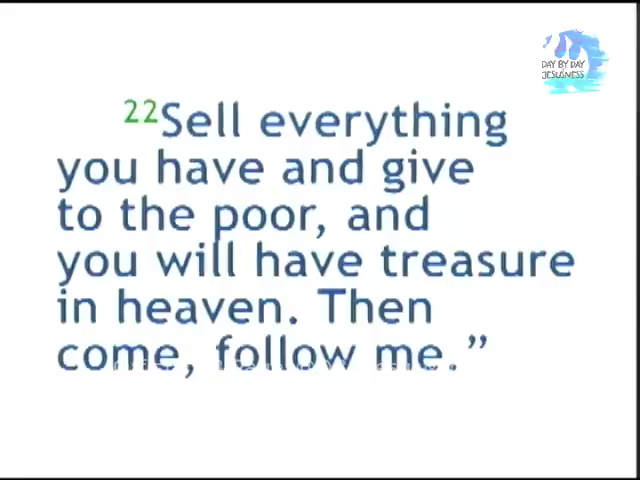 DAY BY DAY
JESUSNESS
22Sell everything
you have and give
to the poor, and
you will have treasure
in heaven. Then
come, follow me.”